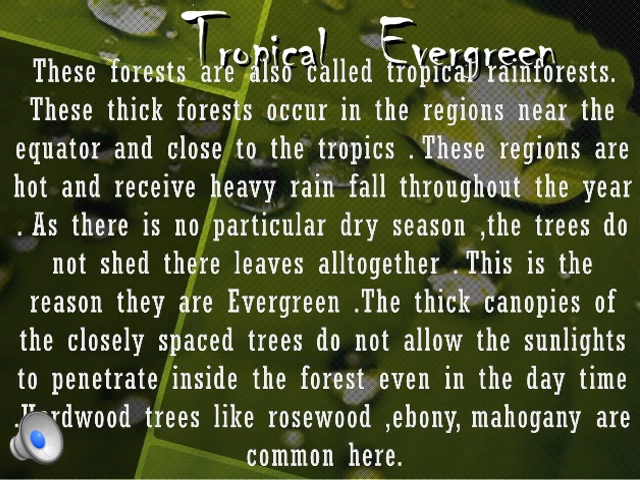 Tropical Evergreen
These forests are also called tropical rainforests.
These thick forests occur in the regions near the
equator and close to the tropics . These regions are
hot and receive heavy rain fall throughout the year
. As there is no particular dry season ,the trees do
not shed there leaves alltogether . This is the
reason they are Evergreen .The thick canopies of
the closely spaced trees do not allow the sunlights
to penetrate inside the forest even in the day time
.Hardwood trees like rosewood ,ebony, mahogany are
common here.